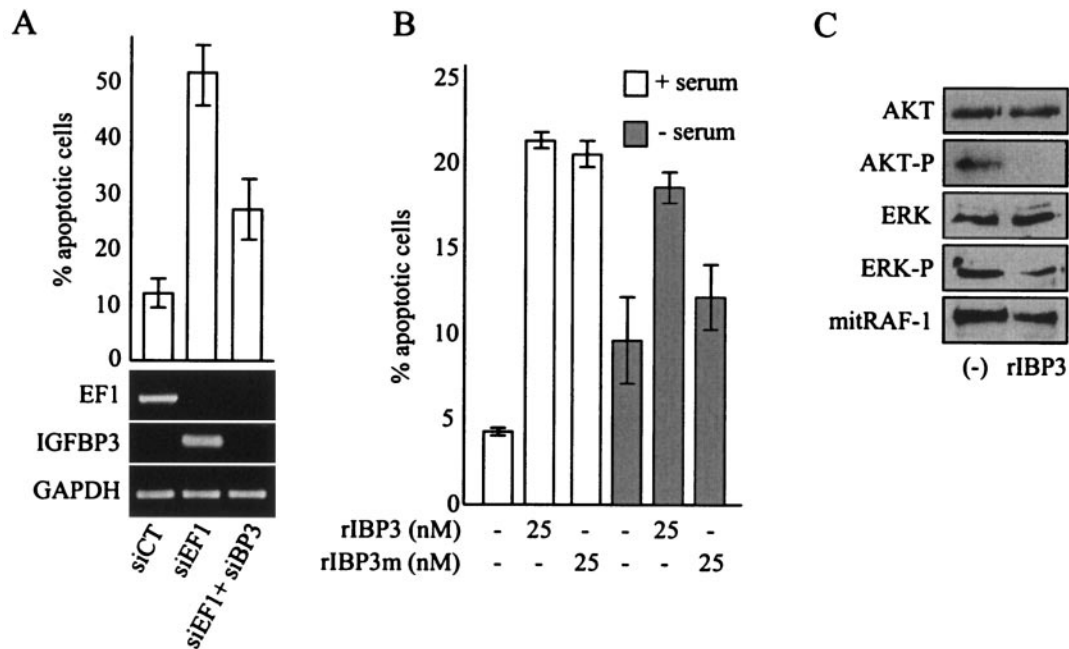 A
% apoptotic cells
50
40
30
20
10
0
EF1
IGFBP3
GAPDH
siCT
siEF1
siEF1+ siBP3
B
% apoptotic cells
25
20
15
10
5
0
+ serum
- serum
rIBP3 (nM) - 25 - - 25 -
rIBP3m (nM) - - 25 - - 25
C
AKT
AKT-P
ERK
ERK-P
mitRAF-1
(-) rIBP3